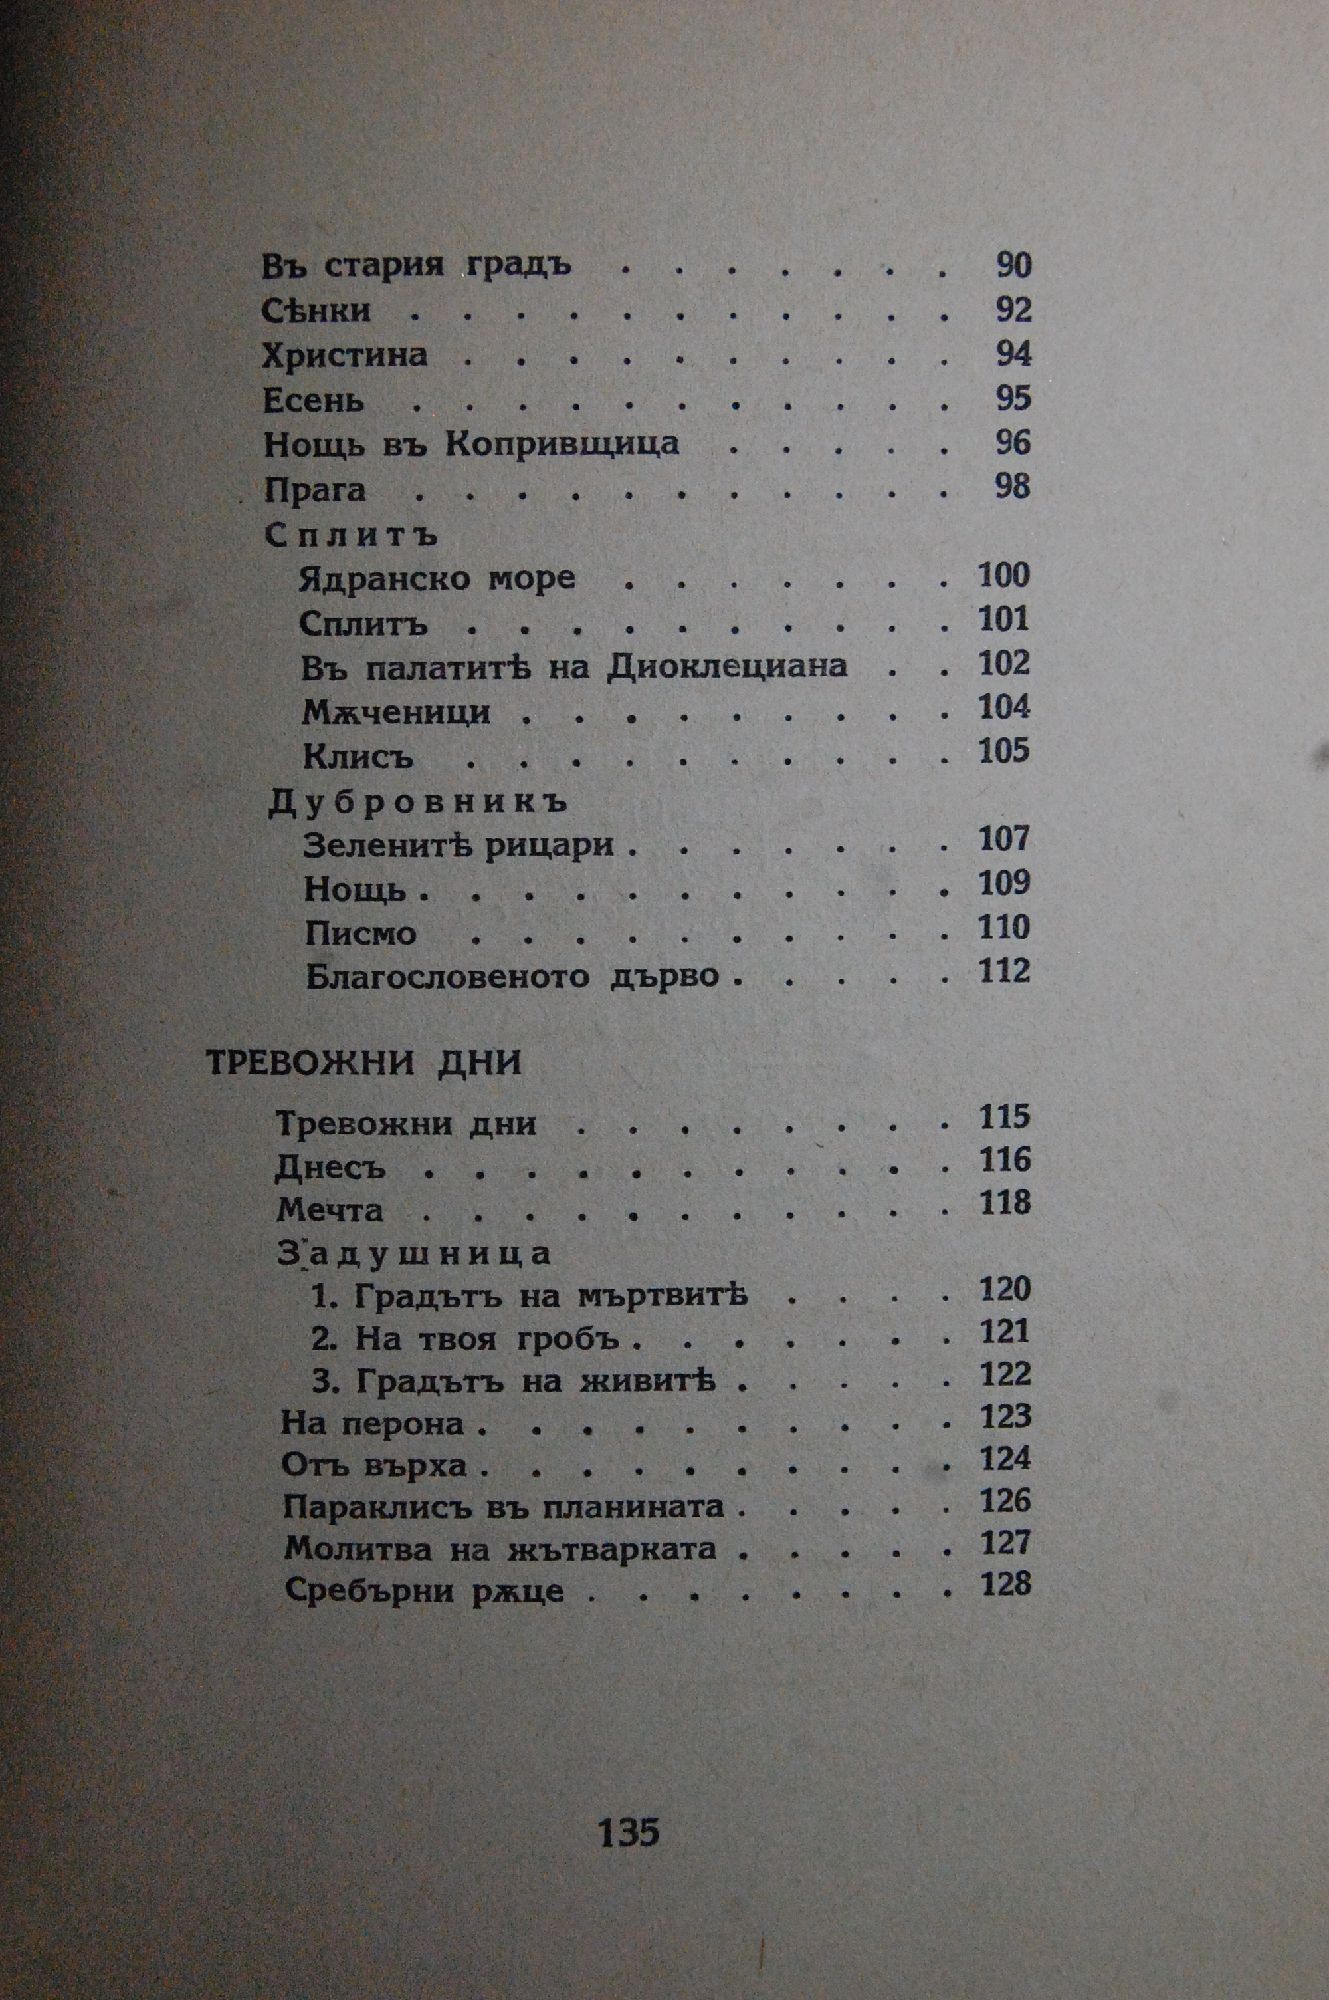 Въ стария градъ . . . . . . . 90
Сѣнки . . . . . . . . . . . 92
Христина . . . . . . . . . . 94
Есень . . . . . . . . . . . 95
Нощь въ Копривщица . . . . . 96
Прага . . . . . . . . . . . 98
Сплитъ
Ядранско море . . . . . . . 100
Сплитъ . . . . . . . . . . 101
Въ палатитѣ на Диоклециана . . 102
Мѫченици . . . . . . . . . 104
Клисъ . . . . . . . . . . 105
Дубровникъ
Зеленитѣ рицари . . . . . . . 107
Нощь . . . . . . . . . . . 109
Писмо . . . . . . . . . . 110
Благословеното дърво . . . . . 112
ТРЕВОЖНИ ДНИ
Тревожни дни . . . . . . . . 115
Днесъ . . . . . . . . . . . 116
Мечта . . . . . . . . . . . 118
Задушница
1. Градътъ на мъртвитѣ . . . . 120
2. На твоя гробъ . . . . . . . 121
3. Градътъ на живитѣ . . . . . 122
На перона . . . . . . . . . . 123
Отъ върха . . . . . . . . . . 124
Параклисъ въ планината . . . . . 126
Молитва на жътварката . . . . . 127
Сребърни рѫце . . . . . . . . 128
135